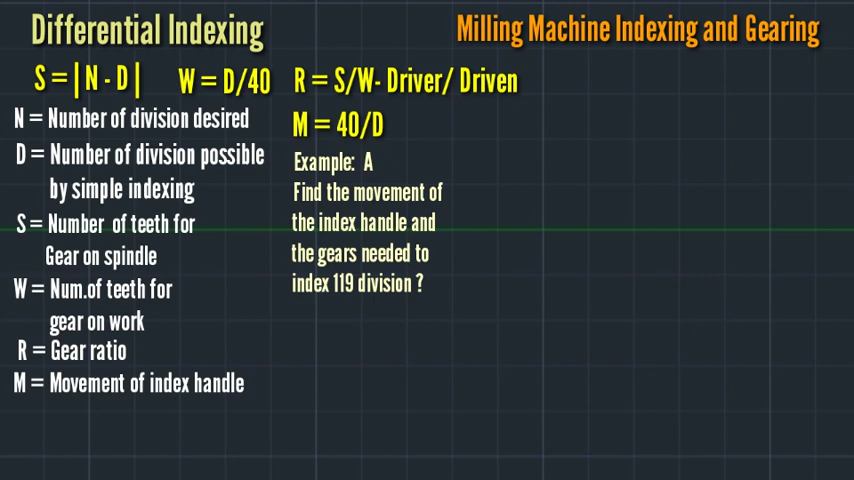 Differential Indexing
Milling Machine Indexing and Gearing
S = | N - D |
W = D/40
R = S/W- Driver/ Driven
M = 40/D
N = Number of division desired
D = Number of division possible
by simple indexing
S = Number of teeth for
Gear on spindle
W = Num.of teeth for
gear on work
R = Gear ratio
M = Movement of index handle
Example: A
Find the movement of
the index handle and
the gears needed to
index 119 division ?